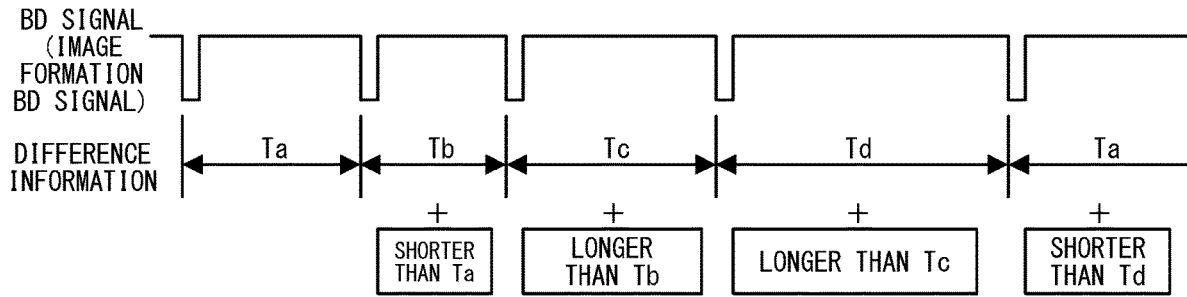 BD SIGNAL
(IMAGE
FORMATION
BD SIGNAL)
DIFFERENCE
INFORMATION
Ta Tb Tc Td Ta
+ + + +
SHORTER
THAN Ta
LONGER
THAN Tb
LONGER THAN Tc
SHORTER
THAN Td